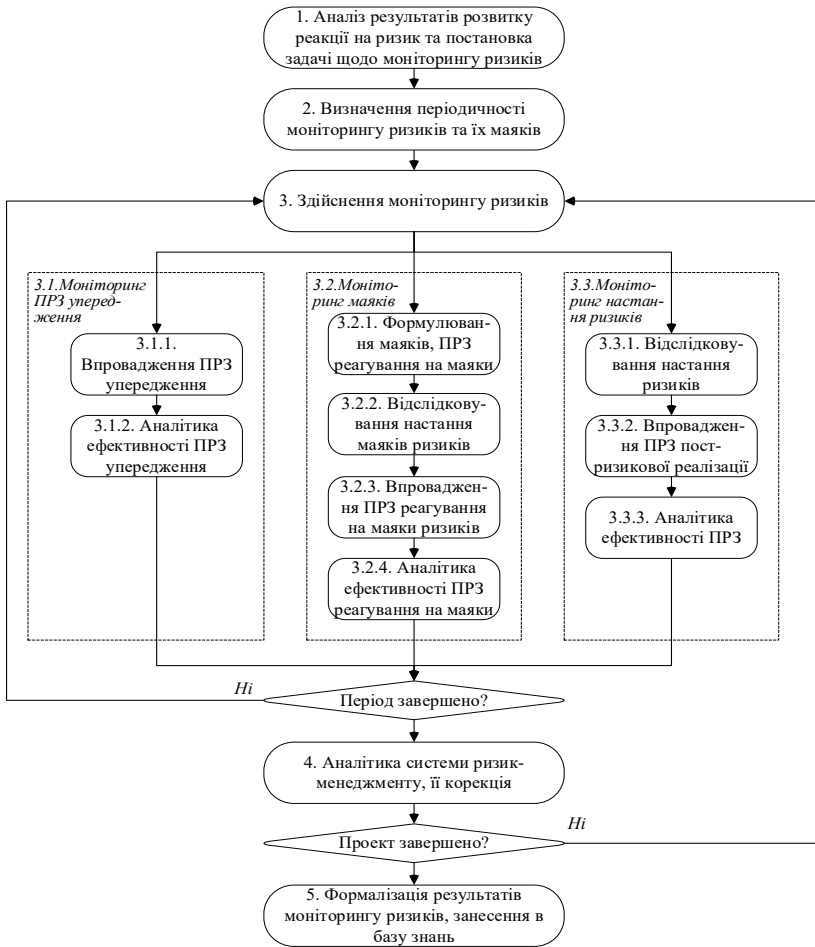 1. Аналіз результатів розвитку
реакції на ризик та постановка
задачі щодо моніторингу ризиків
2. Визначення періодичності
моніторингу ризиків та їх маяків
3. Здійснення моніторингу ризиків
3.1.Моніторинг
ПРЗ уперед-
ження
3.1.1.
Впровадження ПРЗ
упередження
3.1.2. Аналітика
ефективності ПРЗ
упередження
3.2.Моніто-
ринг маяків
3.2.1. Формулюван-
ня маяків, ПРЗ
реагування на маяки
3.2.2. Відслідкову-
вання настання
маяків ризиків
3.2.3. Впроваджен-
ня ПРЗ реагування
на маяки ризиків
3.2.4. Аналітика
ефективності ПРЗ
реагування на маяки
3.3.Моніто-
ринг настан-
ня ризиків
3.3.1. Відслідкову-
вання настання
ризиків
3.3.2. Впроваджен-
ня ПРЗ пост-
ризикової реалізації
3.3.3. Аналітика
ефективності ПРЗ
Ні
Період завершено?
4. Аналітика системи ризик-
менеджменту, її корекція
Ні
Проект завершено?
5. Формалізація результатів
моніторингу ризиків, занесення в
базу знань